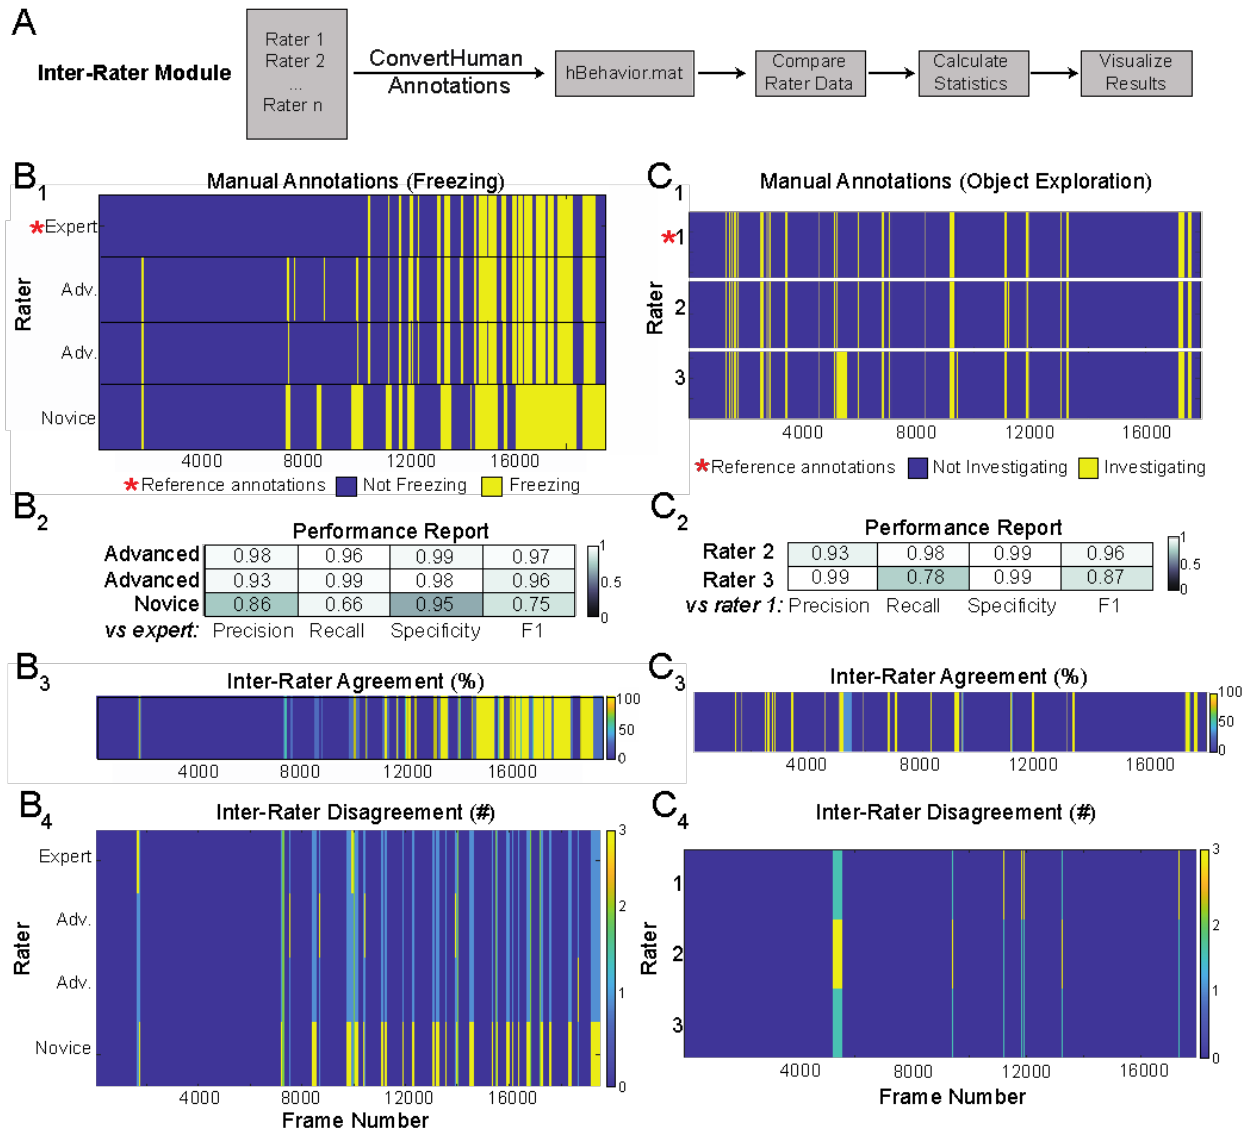 A
Inter-Rater Module
Rater 1
Rater 2
...
Rater n
ConvertHuman
Annotations
hBehavior.mat
Compare
Rater Data
Calculate
Statistics
Visualize
Results
B1
Manual Annotations (Freezing)
Rater
*Expert
Adv.
Adv.
Novice
4000 8000 12000 16000
*Reference annotations Not Freezing Freezing
C1
Manual Annotations (Object Exploration)
Rater
*1
2
3
4000 8000 12000 16000
*Reference annotations Not Investigating Investigating
B2
Performance Report
Advanced 0.98 0.96 0.99 0.97
Advanced 0.93 0.99 0.98 0.96
Novice 0.86 0.66 0.95 0.75
vs expert: Precision Recall Specificity F1
1
0.5
0
C2
Performance Report
Rater 2 0.93 0.98 0.99 0.96
Rater 3 0.99 0.78 0.99 0.87
vs rater 1: Precision Recall Specificity F1
1
0.5
0
B3
Inter-Rater Agreement (%)
100
50
0
4000 8000 12000 16000
C3
Inter-Rater Agreement (%)
100
50
0
4000 8000 12000 16000
B4
Inter-Rater Disagreement (#)
Rater
Expert
Adv.
Adv.
Novice
3
2
1
0
4000 8000 12000 16000
Frame Number
C4
Inter-Rater Disagreement (#)
Rater
1
2
3
3
2
1
0
4000 8000 12000 16000
Frame Number